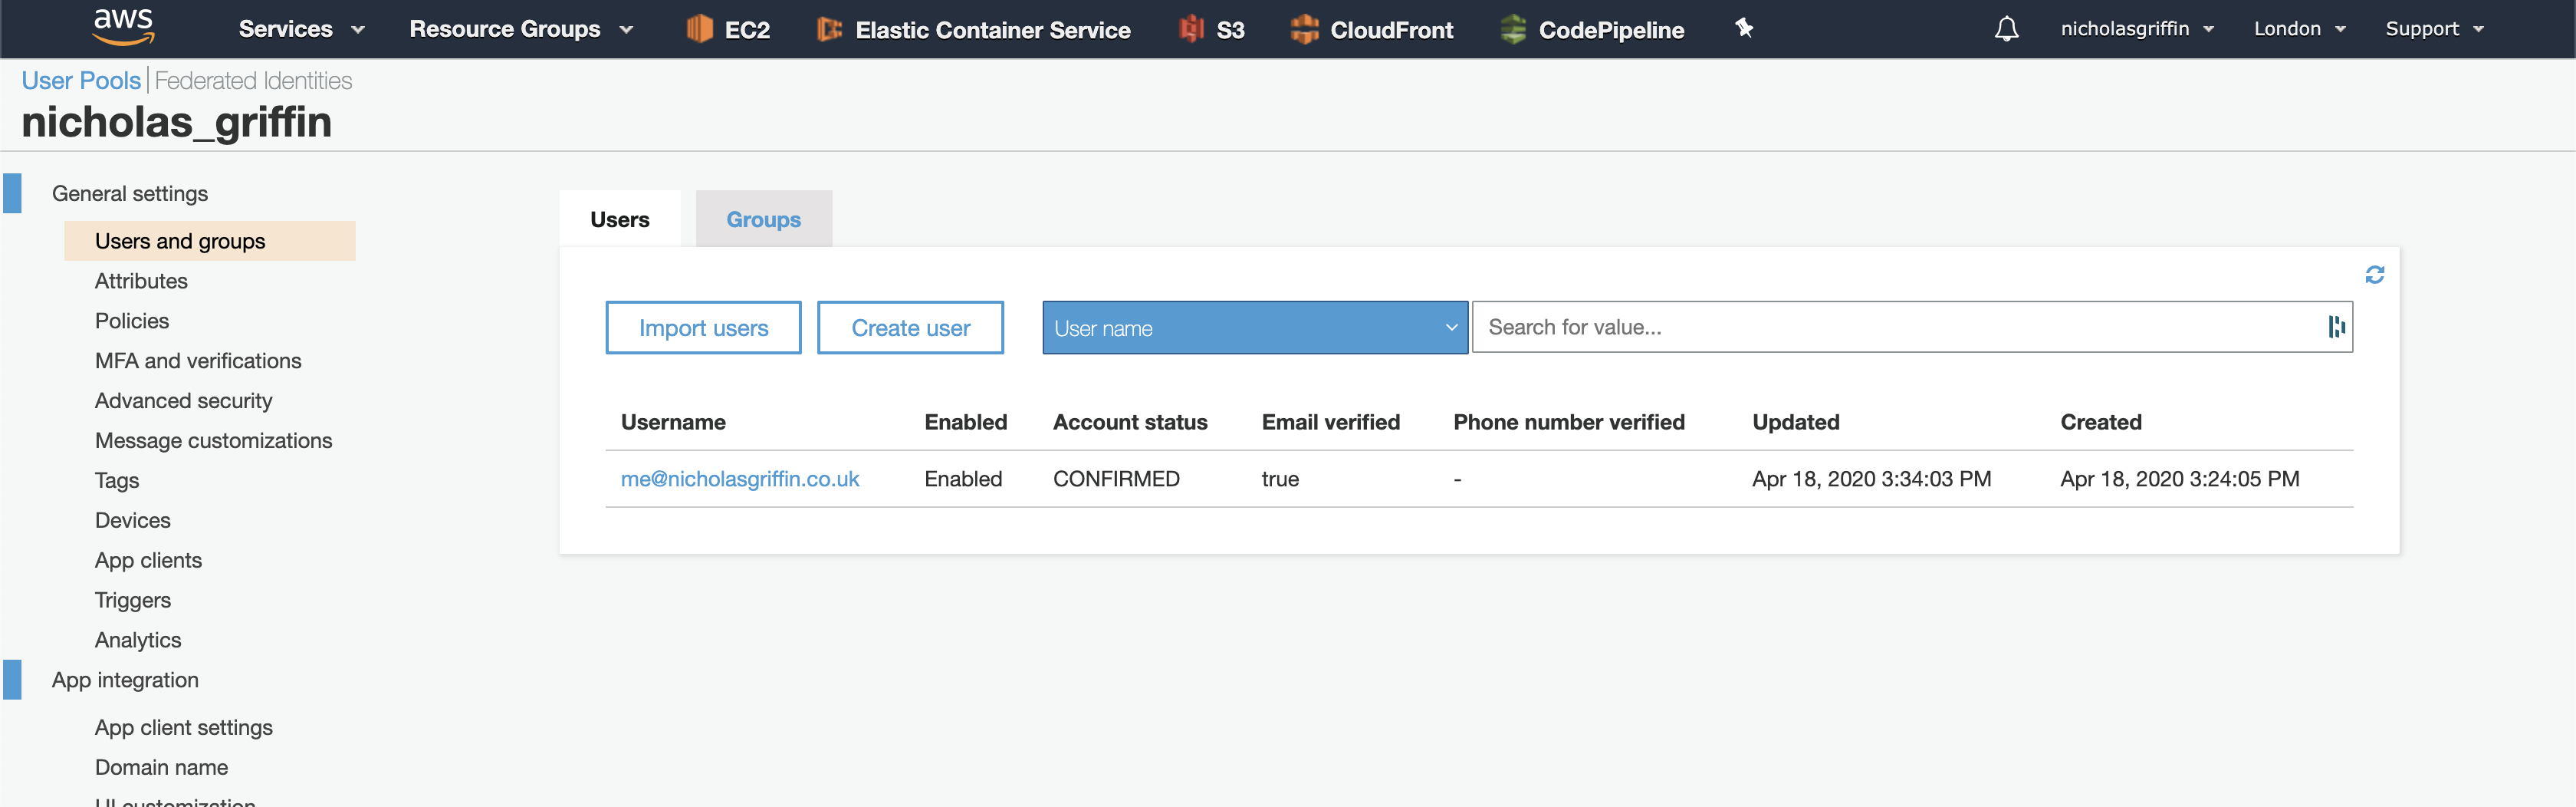 aws Services Resource Groups EC2 Elastic Container Service S3 CloudFront CodePipeline nicholasgriffin London Support
User Pools Federated Identities
nicholas_griffin
General settings
Users and groups
Attributes
Policies
MFA and verifications
Advanced security
Message customizations
Tags
Devices
App clients
Triggers
Analytics
App integration
App client settings
Domain name
UI customization
Users Groups
Import users Create user User name Search for value...
Username Enabled Account status Email verified Phone number verified Updated Created
me@nicholasgriffin.co.uk Enabled CONFIRMED true - Apr 18, 2020 3:34:03 PM Apr 18, 2020 3:24:05 PM